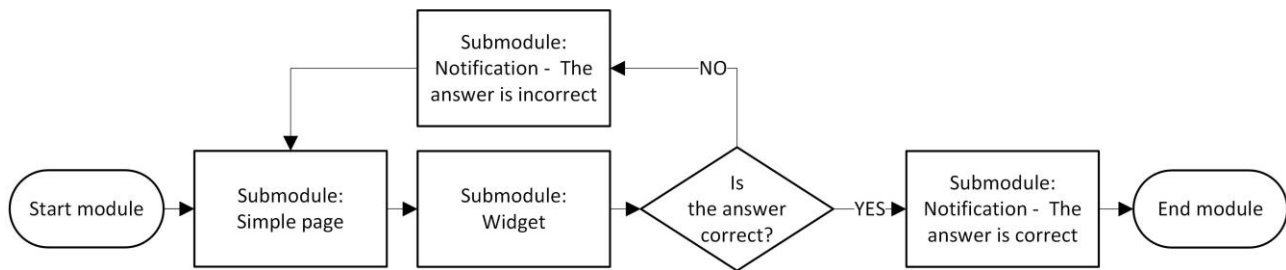 Submodule:
Notification - The
answer is incorrect
NO
Start module
Submodule:
Simple page
Submodule:
Widget
Is
the answer
correct?
YES
Submodule:
Notification - The
answer is correct
End module